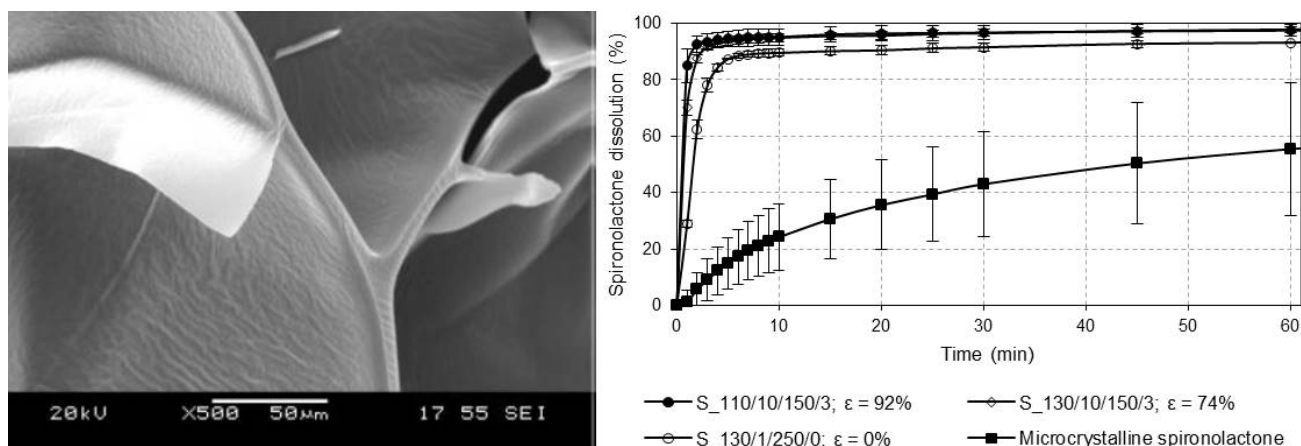 20kV X500 50μm 17 55 SEI
Spironolactone dissolution (%)
100
80
60
40
20
0
0 10 20 30 40 50 60
Time (min)
S_110/10/150/3; ε = 92%
S_130/10/150/3; ε = 74%
S_130/1/250/0; ε = 0%
Microcrystalline spironolactone